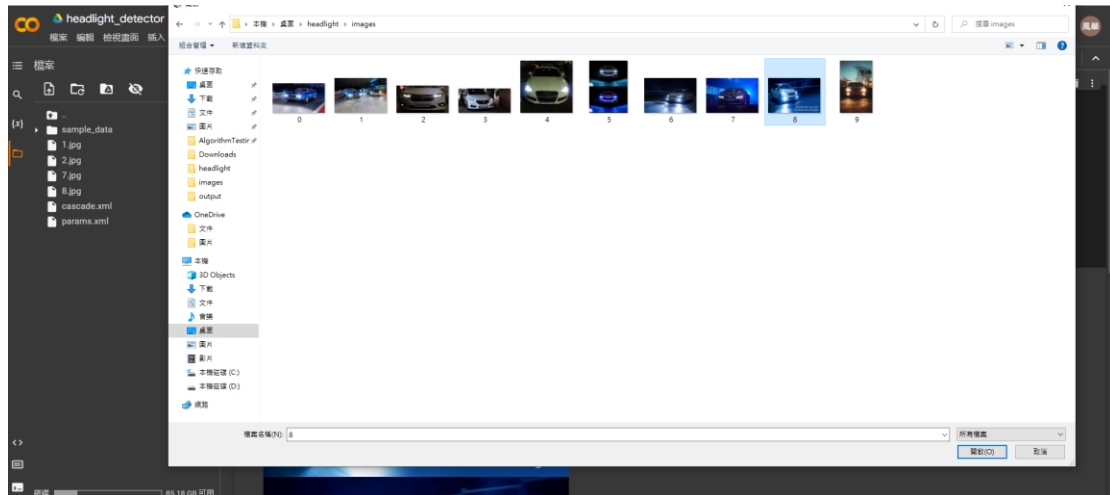 headlight_detector
檔案 編輯 檢視畫面 插入
檔案
{x}
..
sample_data
1.jpg
2.jpg
7.jpg
8.jpg
cascade.xml
params.xml
85.18 GB 可用
本機 › 桌面 › headlight › images
搜尋 images
組合管理
新增資料夾
快速存取
桌面
下載
文件
圖片
AlgorithmTestir
Downloads
headlight
images
output
OneDrive
文件
圖片
本機
3D Objects
下載
文件
音樂
桌面
圖片
影片
本機磁碟 (C:)
本機磁碟 (D:)
網路
0 1 2 3 4 5 6 7 8 9
檔案名稱(N): 8
所有檔案
開啟(O) 取消